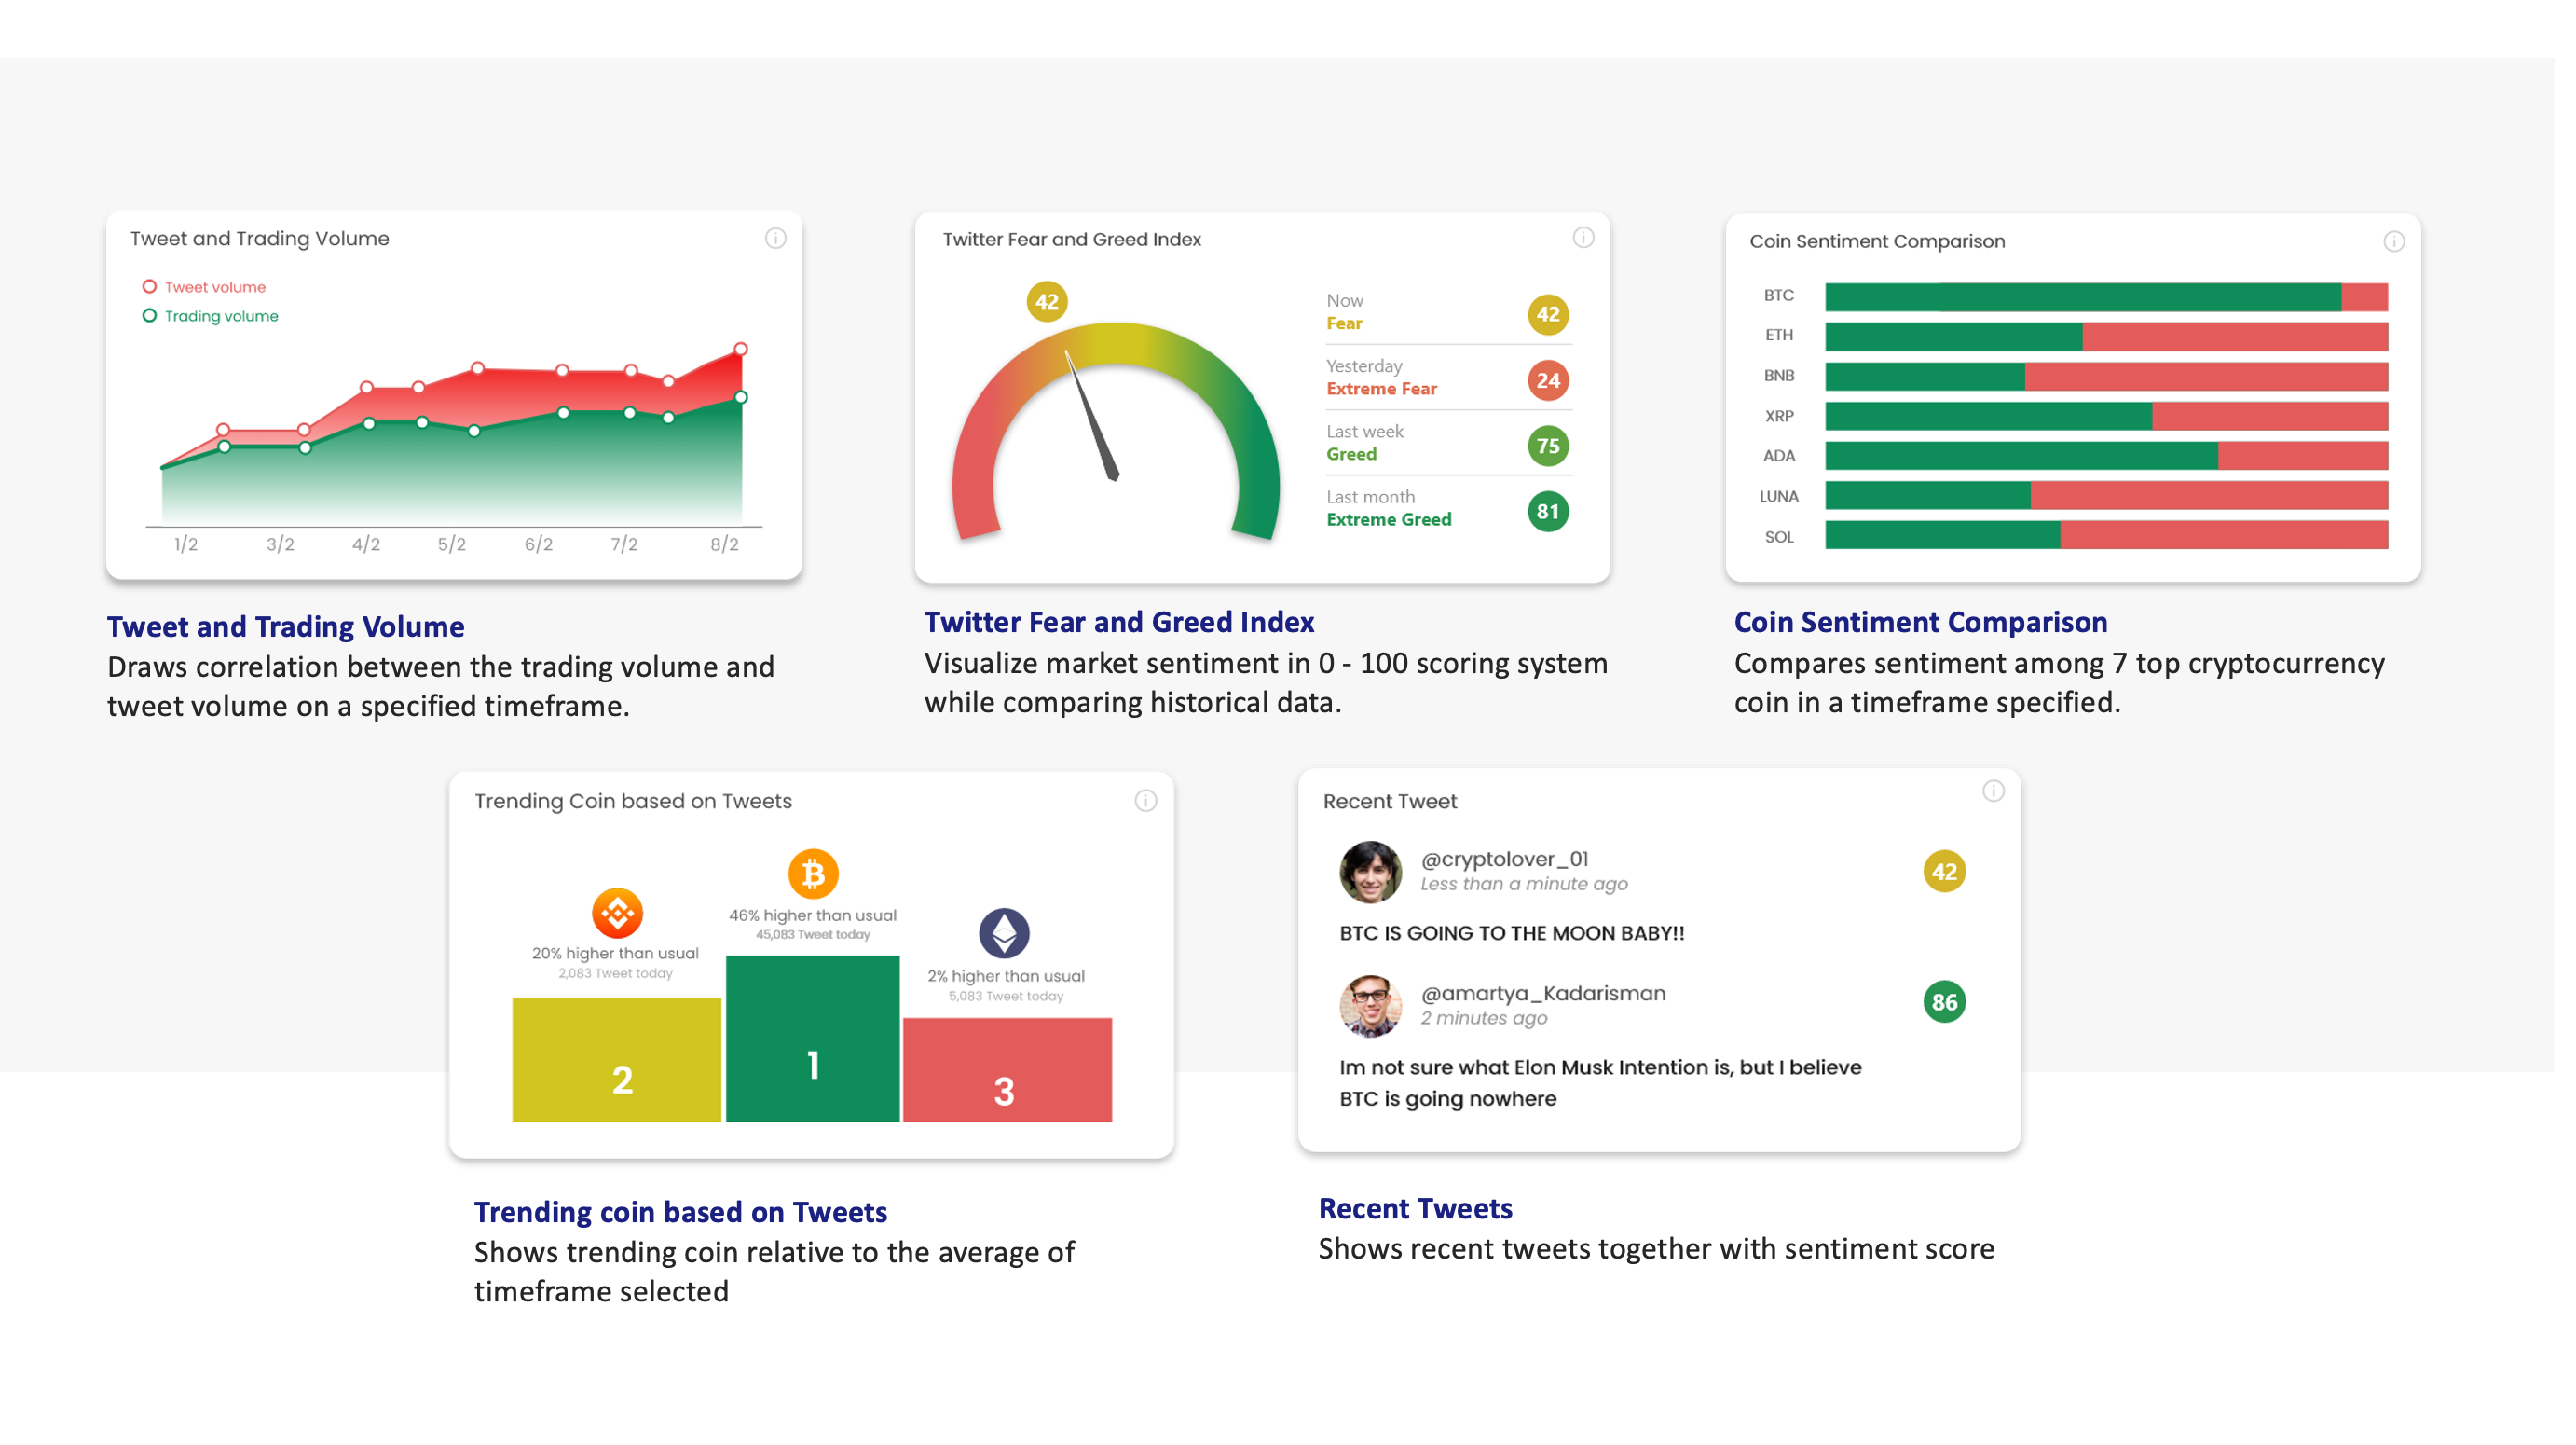 Tweet and Trading Volume
Tweet volume
Trading volume
1/2 3/2 4/2 5/2 6/2 7/2 8/2
Tweet and Trading Volume
Draws correlation between the trading volume and
tweet volume on a specified timeframe.
Twitter Fear and Greed Index
42
Now
Fear
42
Yesterday
Extreme Fear
24
Last week
Greed
75
Last month
Extreme Greed
81
Twitter Fear and Greed Index
Visualize market sentiment in 0 - 100 scoring system
while comparing historical data.
Coin Sentiment Comparison
BTC
ETH
BNB
XRP
ADA
LUNA
SOL
Coin Sentiment Comparison
Compares sentiment among 7 top cryptocurrency
coin in a timeframe specified.
Trending Coin based on Tweets
20% higher than usual
2,083 Tweet today
2
46% higher than usual
45,083 Tweet today
1
2% higher than usual
5,083 Tweet today
3
Trending coin based on Tweets
Shows trending coin relative to the average of
timeframe selected
Recent Tweet
@cryptolover_01
Less than a minute ago
42
BTC IS GOING TO THE MOON BABY!!
@amartya_Kadarisman
2 minutes ago
86
Im not sure what Elon Musk Intention is, but I believe
BTC is going nowhere
Recent Tweets
Shows recent tweets together with sentiment score